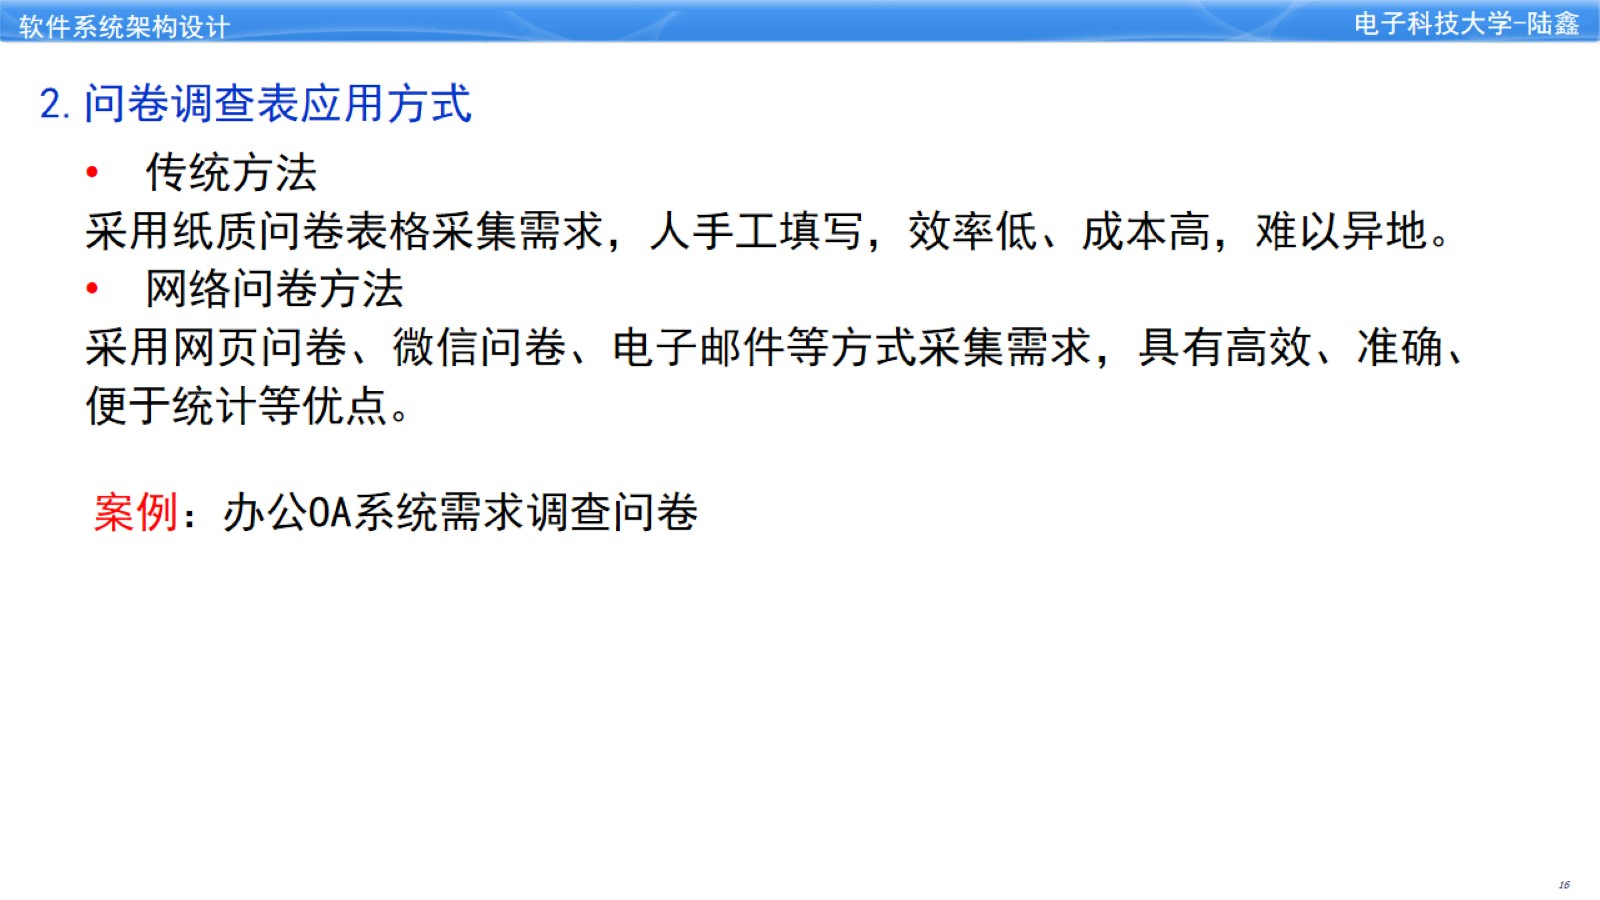 软件系统架构设计
电子科技大学-陆鑫
2.问卷调查表应用方式
• 传统方法
采用纸质问卷表格采集需求，人手工填写，效率低、成本高，难以异地。
• 网络问卷方法
采用网页问卷、微信问卷、电子邮件等方式采集需求，具有高效、准确、
便于统计等优点。
案例：办公OA系统需求调查问卷
16